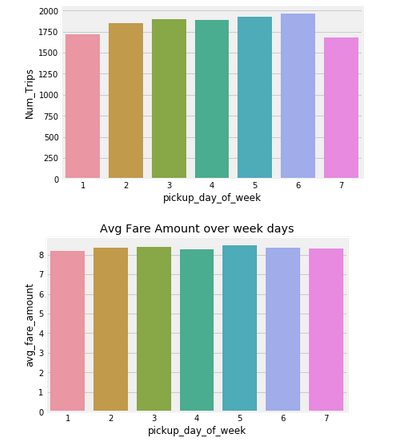 2000
1750
1500
1250
1000
750
500
250
0
Num_Trips
1 2 3 4 5 6 7
pickup_day_of_week
Avg Fare Amount over week days
8
7
6
5
4
3
2
1
0
avg_fare_amount
1 2 3 4 5 6 7
pickup_day_of_week